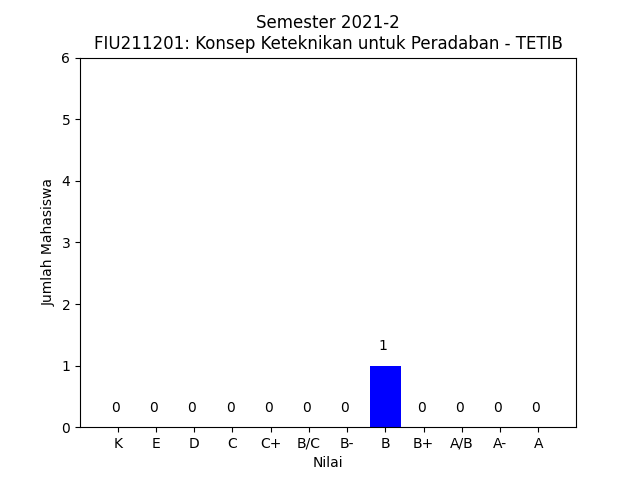 Semester 2021-2
FIU211201: Konsep Keteknikan untuk Peradaban - TETIB
6
5
4
3
2
1
0
Jumlah Mahasiswa
0 0 0 0 0 0 0 1 0 0 0 0
K E D C C+ B/C B- B B+ A/B A- A
Nilai